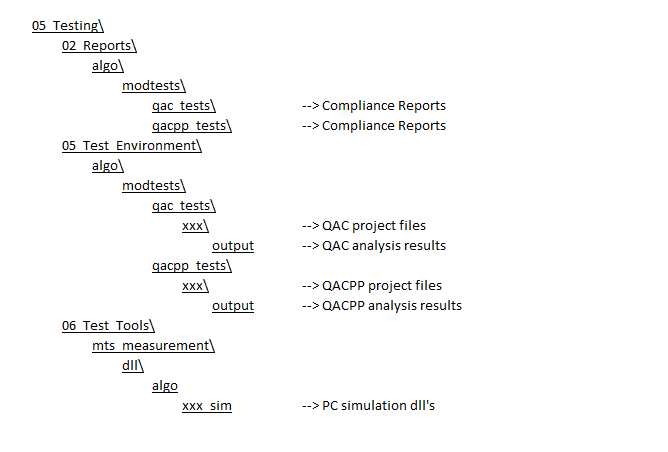 05_Testing\
02_Reports\
algo\
modtests\
qac_tests\ --> Compliance Reports
qacpp_tests\ --> Compliance Reports
05_Test_Environment\
algo\
modtests\
qac_tests\
xxx\ --> QAC project files
output --> QAC analysis results
qacpp_tests\
xxx\ --> QACPP project files
output --> QACPP analysis results
06_Test_Tools\
mts_measurement\
dll\
algo
xxx_sim --> PC simulation dll's